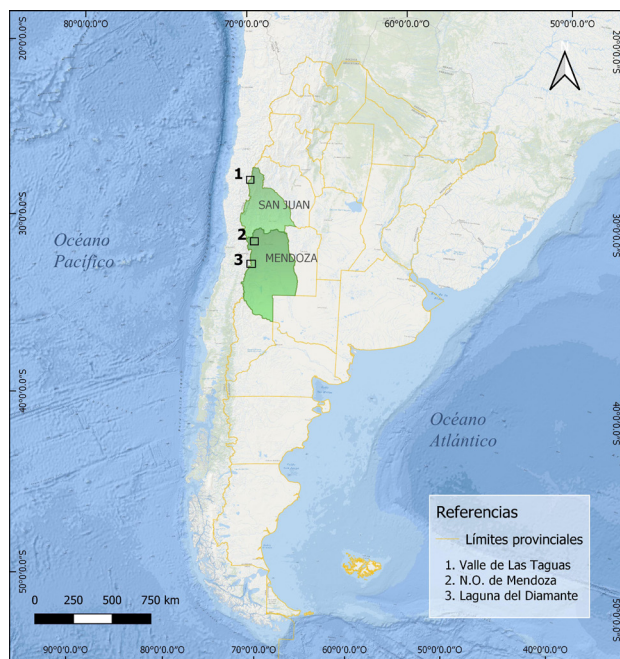 80°0'0.0"O 70°0'0.0"O 60°0'0.0"O 50°0'0.0"O
20°0'0.0"S
20°0'0.0"S
1
SAN JUAN
30°0'0.0"S
30°0'0.0"S
2
Océano
Pacífico
3
MENDOZA
40°0'0.0"S
40°0'0.0"S
Océano
Atlántico
Referencias
Límites provinciales
1. Valle de Las Taguas
2. N.O. de Mendoza
3. Laguna del Diamante
50°0'0.0"S
50°0'0.0"S
0 250 500 750 km
90°0'0.0"O 80°0'0.0"O 70°0'0.0"O 60°0'0.0"O 50°0'0.0"O 40°0'0.0"O